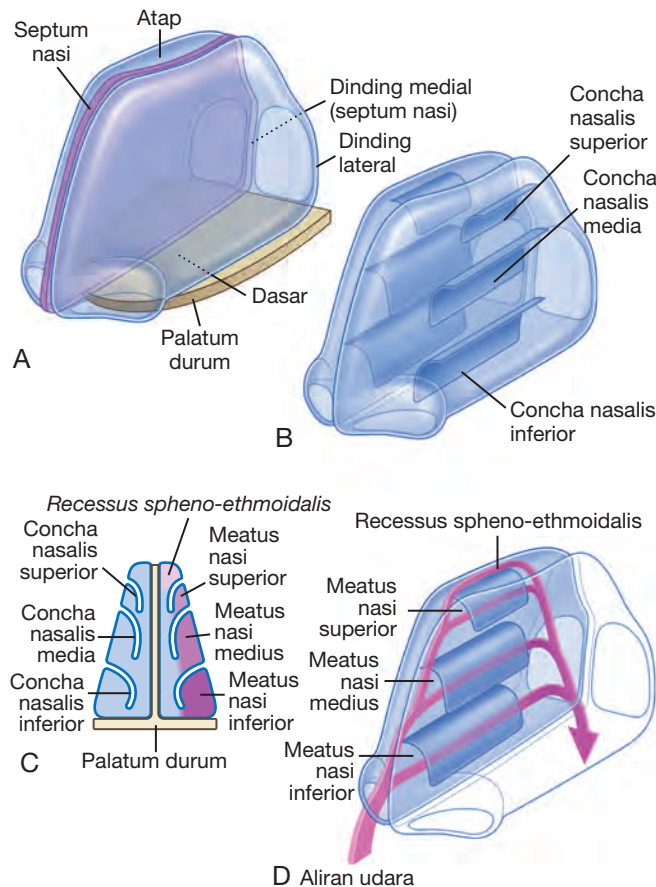 Atap
Septum
nasi
Dinding medial
(septum nasi)
Dinding
lateral
Dasar
Palatum
durum
A
Concha
nasalis
superior
Concha
nasalis
media
Concha nasalis
inferior
B
Recessus spheno-ethmoidalis
Concha
nasalis
superior
Concha
nasalis
media
Concha
nasalis
inferior
Meatus
nasi
superior
Meatus
nasi
medius
Meatus
nasi
inferior
Palatum durum
C
Recessus spheno-ethmoidalis
Meatus
nasi
superior
Meatus
nasi
medius
Meatus
nasi
inferior
D Aliran udara